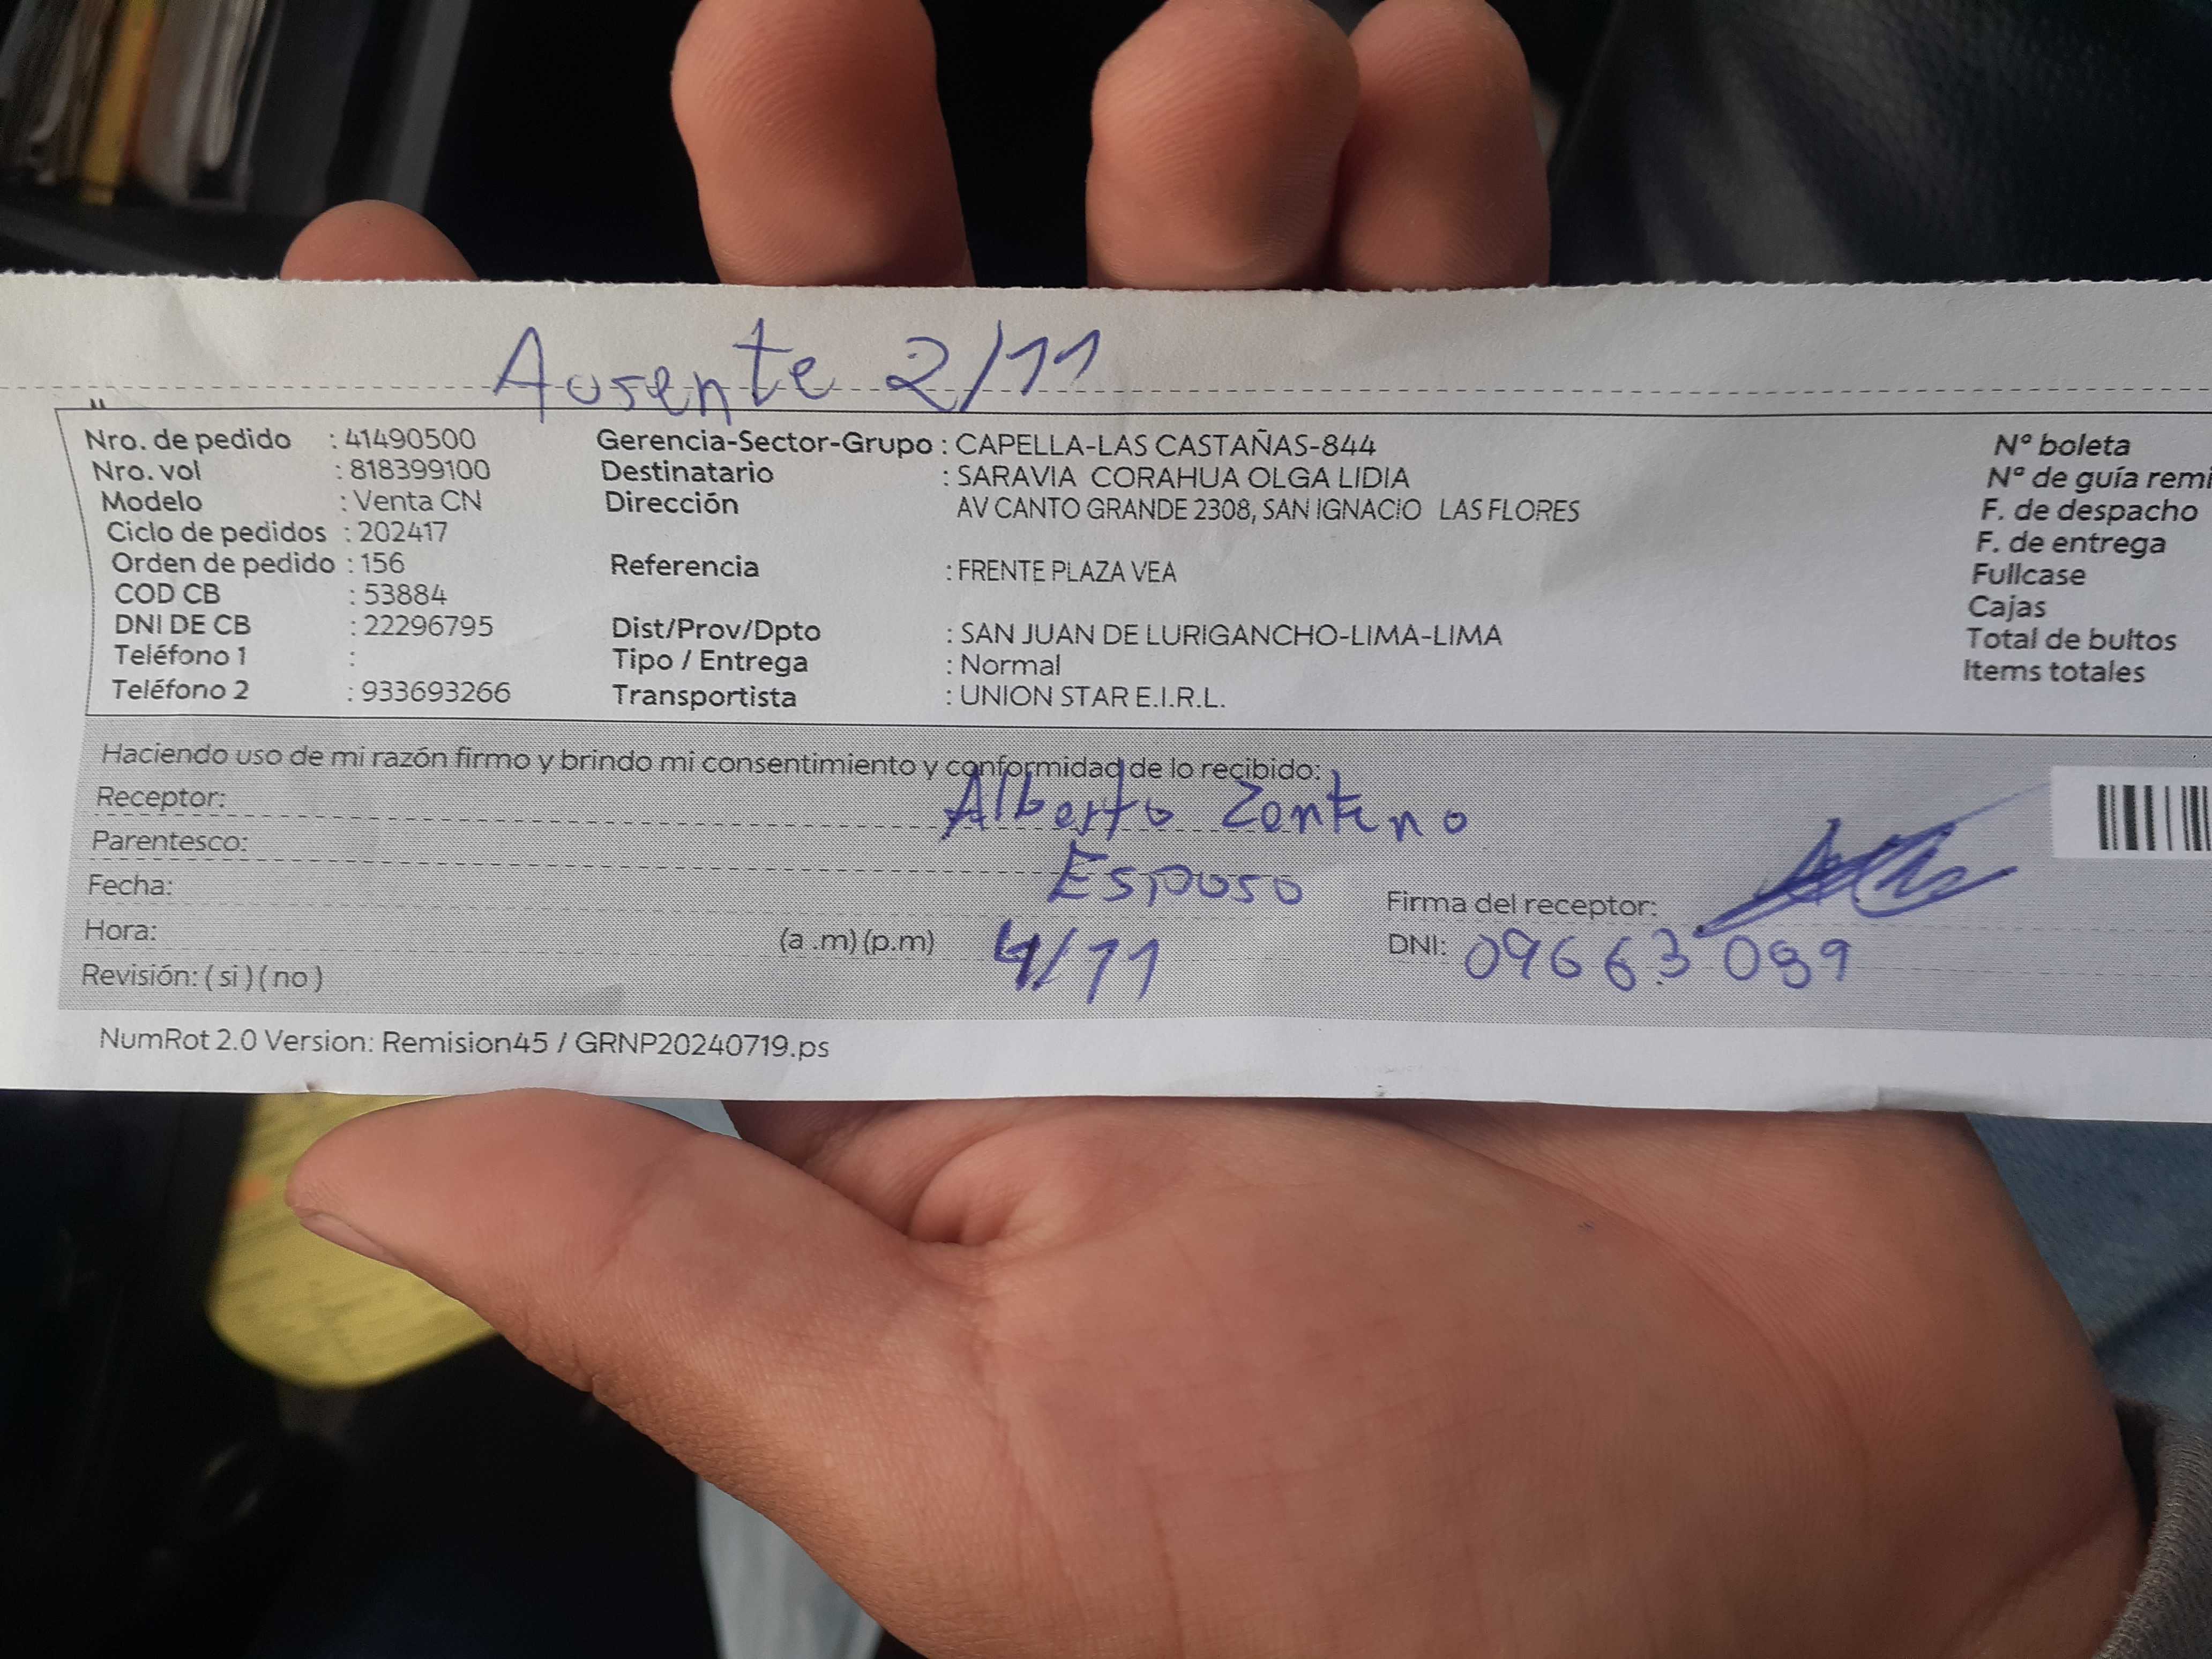 Ausente 2/11
Nro. de pedido : 41490500
Nro. vol : 818399100
Modelo : Venta CN
Ciclo de pedidos : 202417
Orden de pedido : 156
COD CB : 53884
DNI DE CB : 22296795
Teléfono 1 :
Teléfono 2 : 933693266
Gerencia-Sector-Grupo : CAPELLA-LAS CASTAÑAS-844
Destinatario : SARAVIA CORAHUA OLGA LIDIA
Dirección AV CANTO GRANDE 2308, SAN IGNACIO LAS FLORES
Referencia : FRENTE PLAZA VEA
Dist/Prov/Dpto : SAN JUAN DE LURIGANCHO-LIMA-LIMA
Tipo / Entrega : Normal
Transportista : UNION STAR E.I.R.L.
Nº boleta
Nº de guía remi
F. de despacho
F. de entrega
Fullcase
Cajas
Total de bultos
Items totales
Haciendo uso de mi razón firmo y brindo mi consentimiento y conformidad de lo recibido:
Receptor: Alberto Zenteno
Parentesco: Esposo
Fecha: 4/11
Hora: (a .m) (p.m)
Revisión: ( si ) ( no )
Firma del receptor:
DNI: 09663089
NumRot 2.0 Version: Remision45 / GRNP20240719.ps